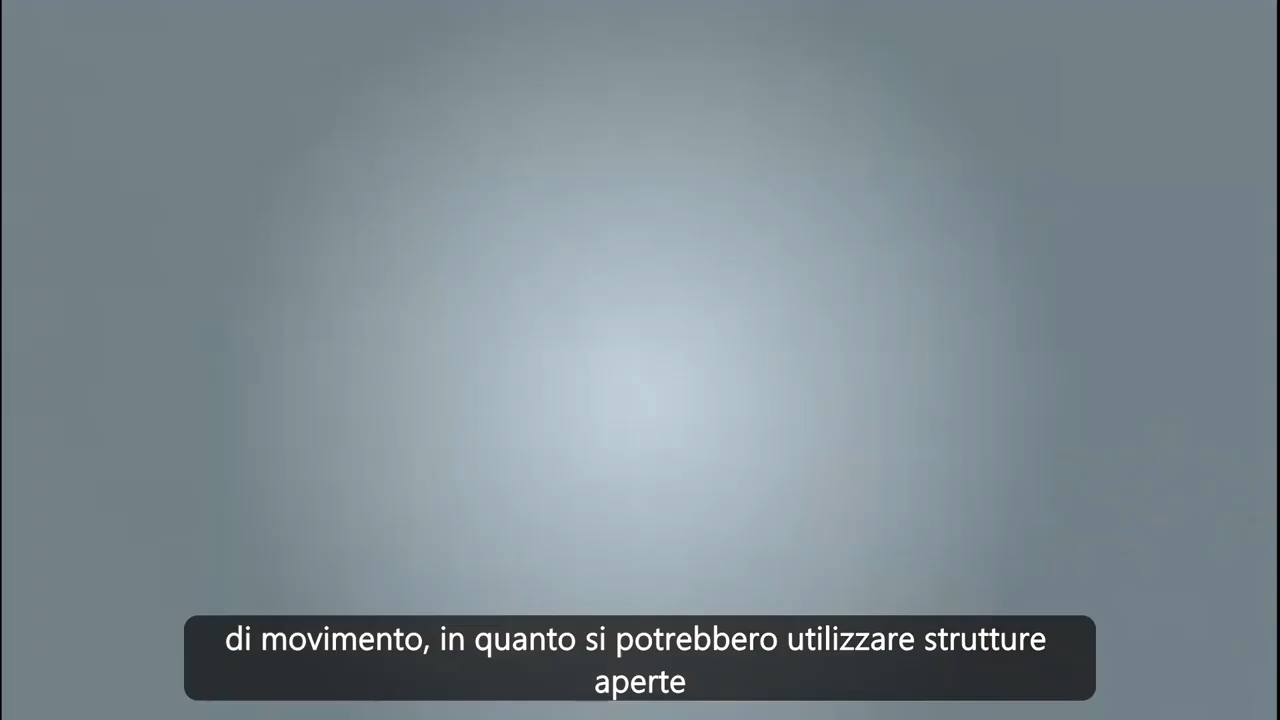 di movimento, in quanto si potrebbero utilizzare strutture
aperte